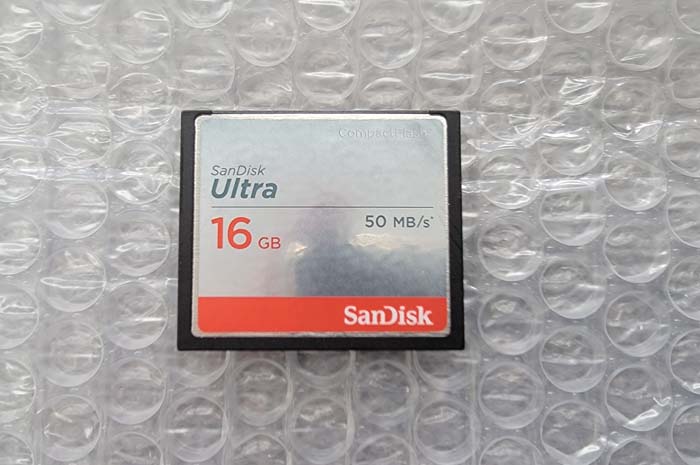 CompactFlash®
SanDisk
Ultra
16 GB
50 MB/s*
SanDisk